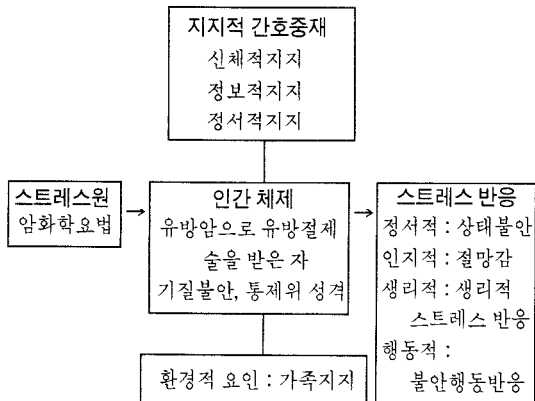 지지적 간호중재
신체적지지
정보적지지
정서적지지
스트레스원
암화학요법
인간 체제
유방암으로 유방절제
술을 받은 자
기질불안, 통제위 성격
스트레스 반응
정서적 : 상태불안
인지적 : 절망감
생리적 : 생리적
스트레스 반응
행동적 :
불안행동반응
환경적 요인 : 가족지지